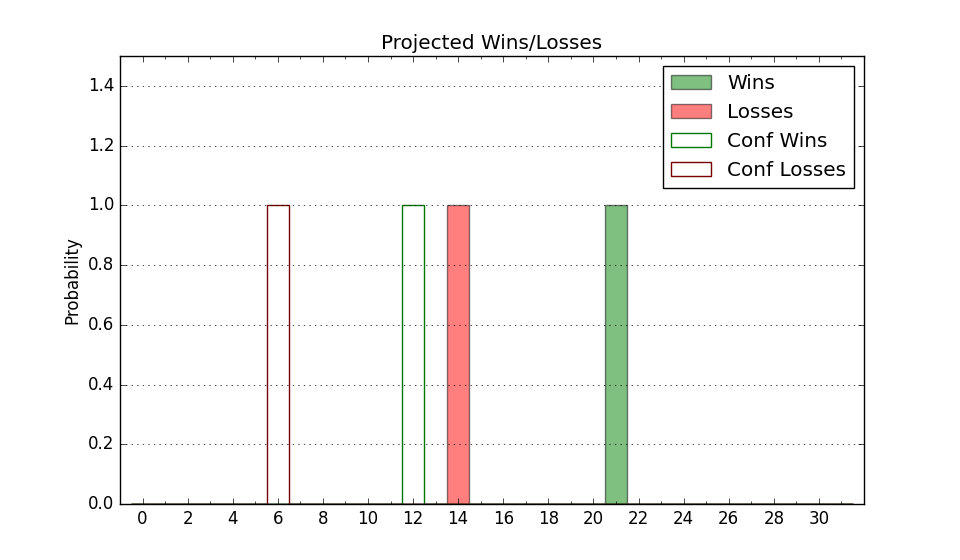 Projected Wins/Losses
Wins
Losses
Conf Wins
Conf Losses
Probability
1.4
1.2
1.0
0.8
0.6
0.4
0.2
0.0
0 2 4 6 8 10 12 14 16 18 20 22 24 26 28 30